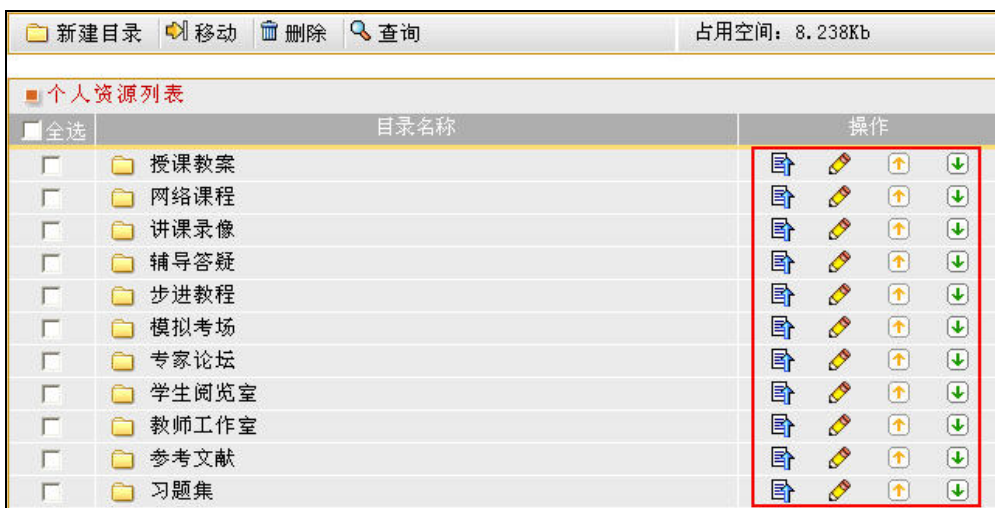 新建目录 移动 删除 查询 占用空间: 8.238Kb
个人资源列表
全选 目录名称 操作
授课教案
网络课程
讲课录像
辅导答疑
步进教程
模拟考场
专家论坛
学生阅览室
教师工作室
参考文献
习题集